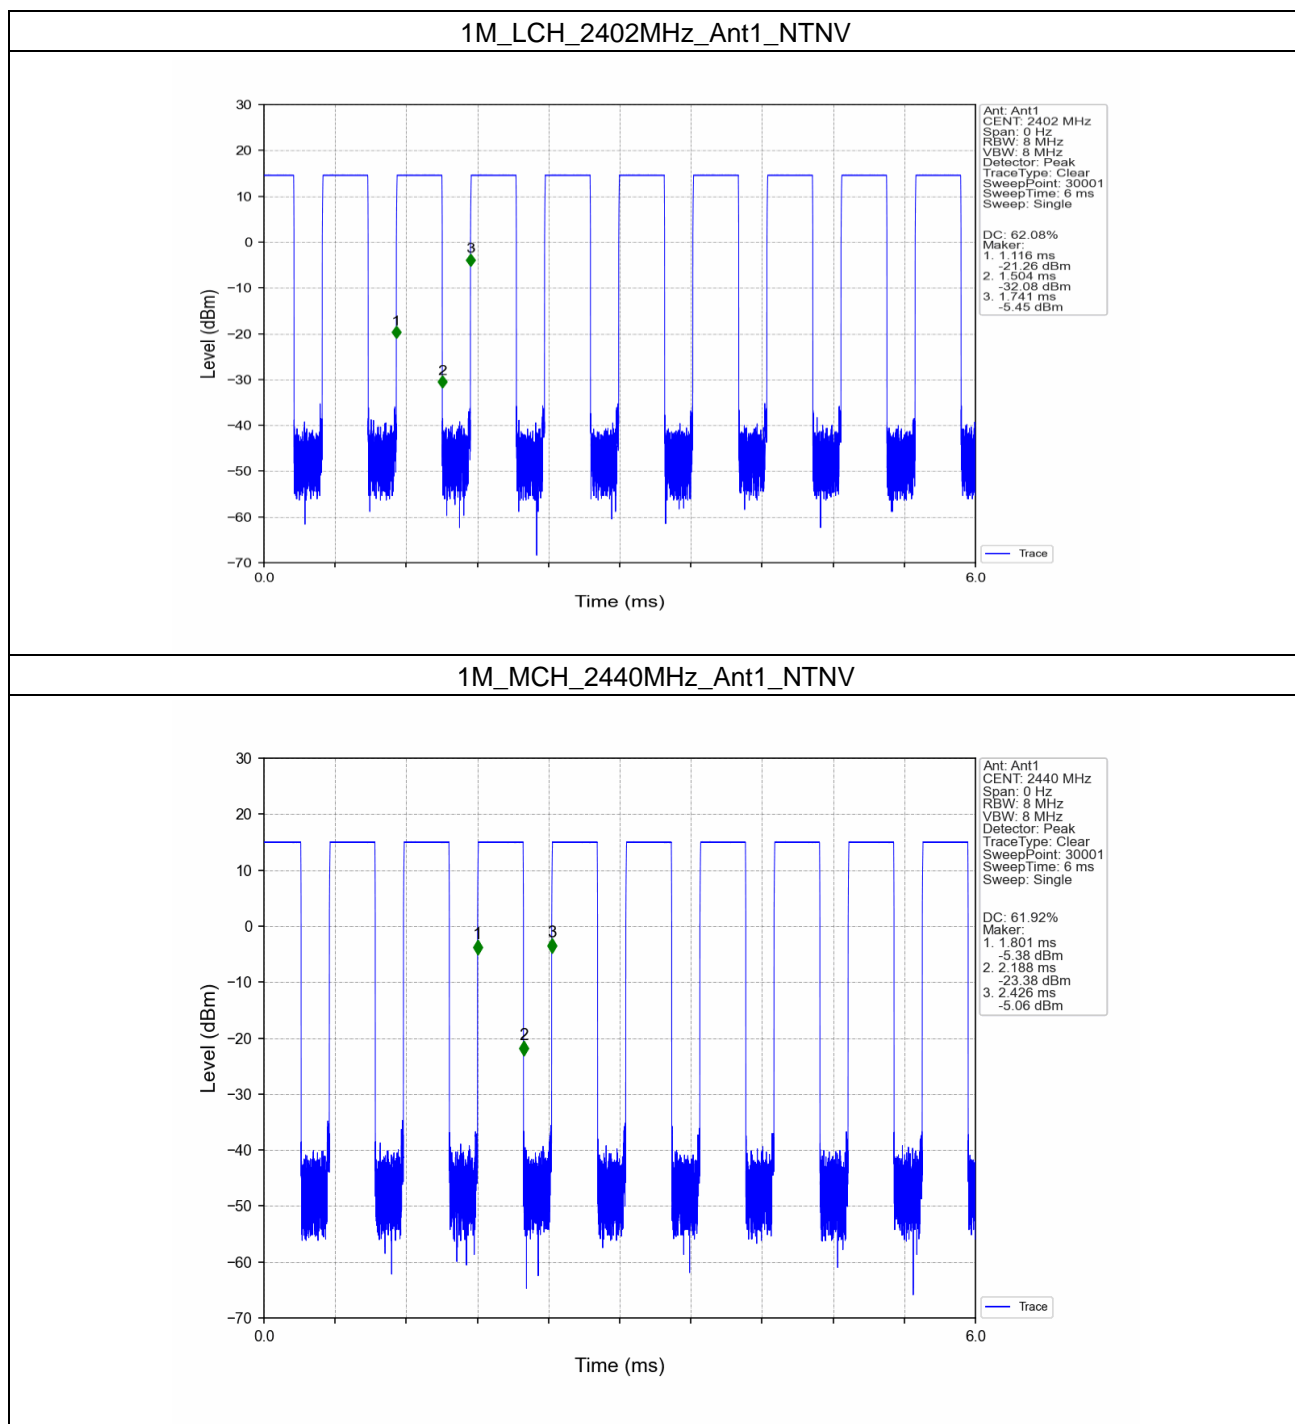 1M_LCH_2402MHz_Ant1_NTNV
30
20
10
0
−10
−20
−30
−40
−50
−60
−70
Level (dBm)
1
2
3
0.0
6.0
Time (ms)
Ant: Ant1
CENT: 2402 MHz
Span: 0 Hz
RBW: 8 MHz
VBW: 8 MHz
Detector: Peak
TraceType: Clear
SweepPoint: 30001
SweepTime: 6 ms
Sweep: Single
DC: 62.08%
Maker:
1. 1.116 ms
-21.26 dBm
2. 1.504 ms
-32.08 dBm
3. 1.741 ms
-5.45 dBm
Trace
1M_MCH_2440MHz_Ant1_NTNV
30
20
10
0
−10
−20
−30
−40
−50
−60
−70
Level (dBm)
1
2
3
0.0
6.0
Time (ms)
Ant: Ant1
CENT: 2440 MHz
Span: 0 Hz
RBW: 8 MHz
VBW: 8 MHz
Detector: Peak
TraceType: Clear
SweepPoint: 30001
SweepTime: 6 ms
Sweep: Single
DC: 61.92%
Maker:
1. 1.801 ms
-5.38 dBm
2. 2.188 ms
-23.38 dBm
3. 2.426 ms
-5.06 dBm
Trace